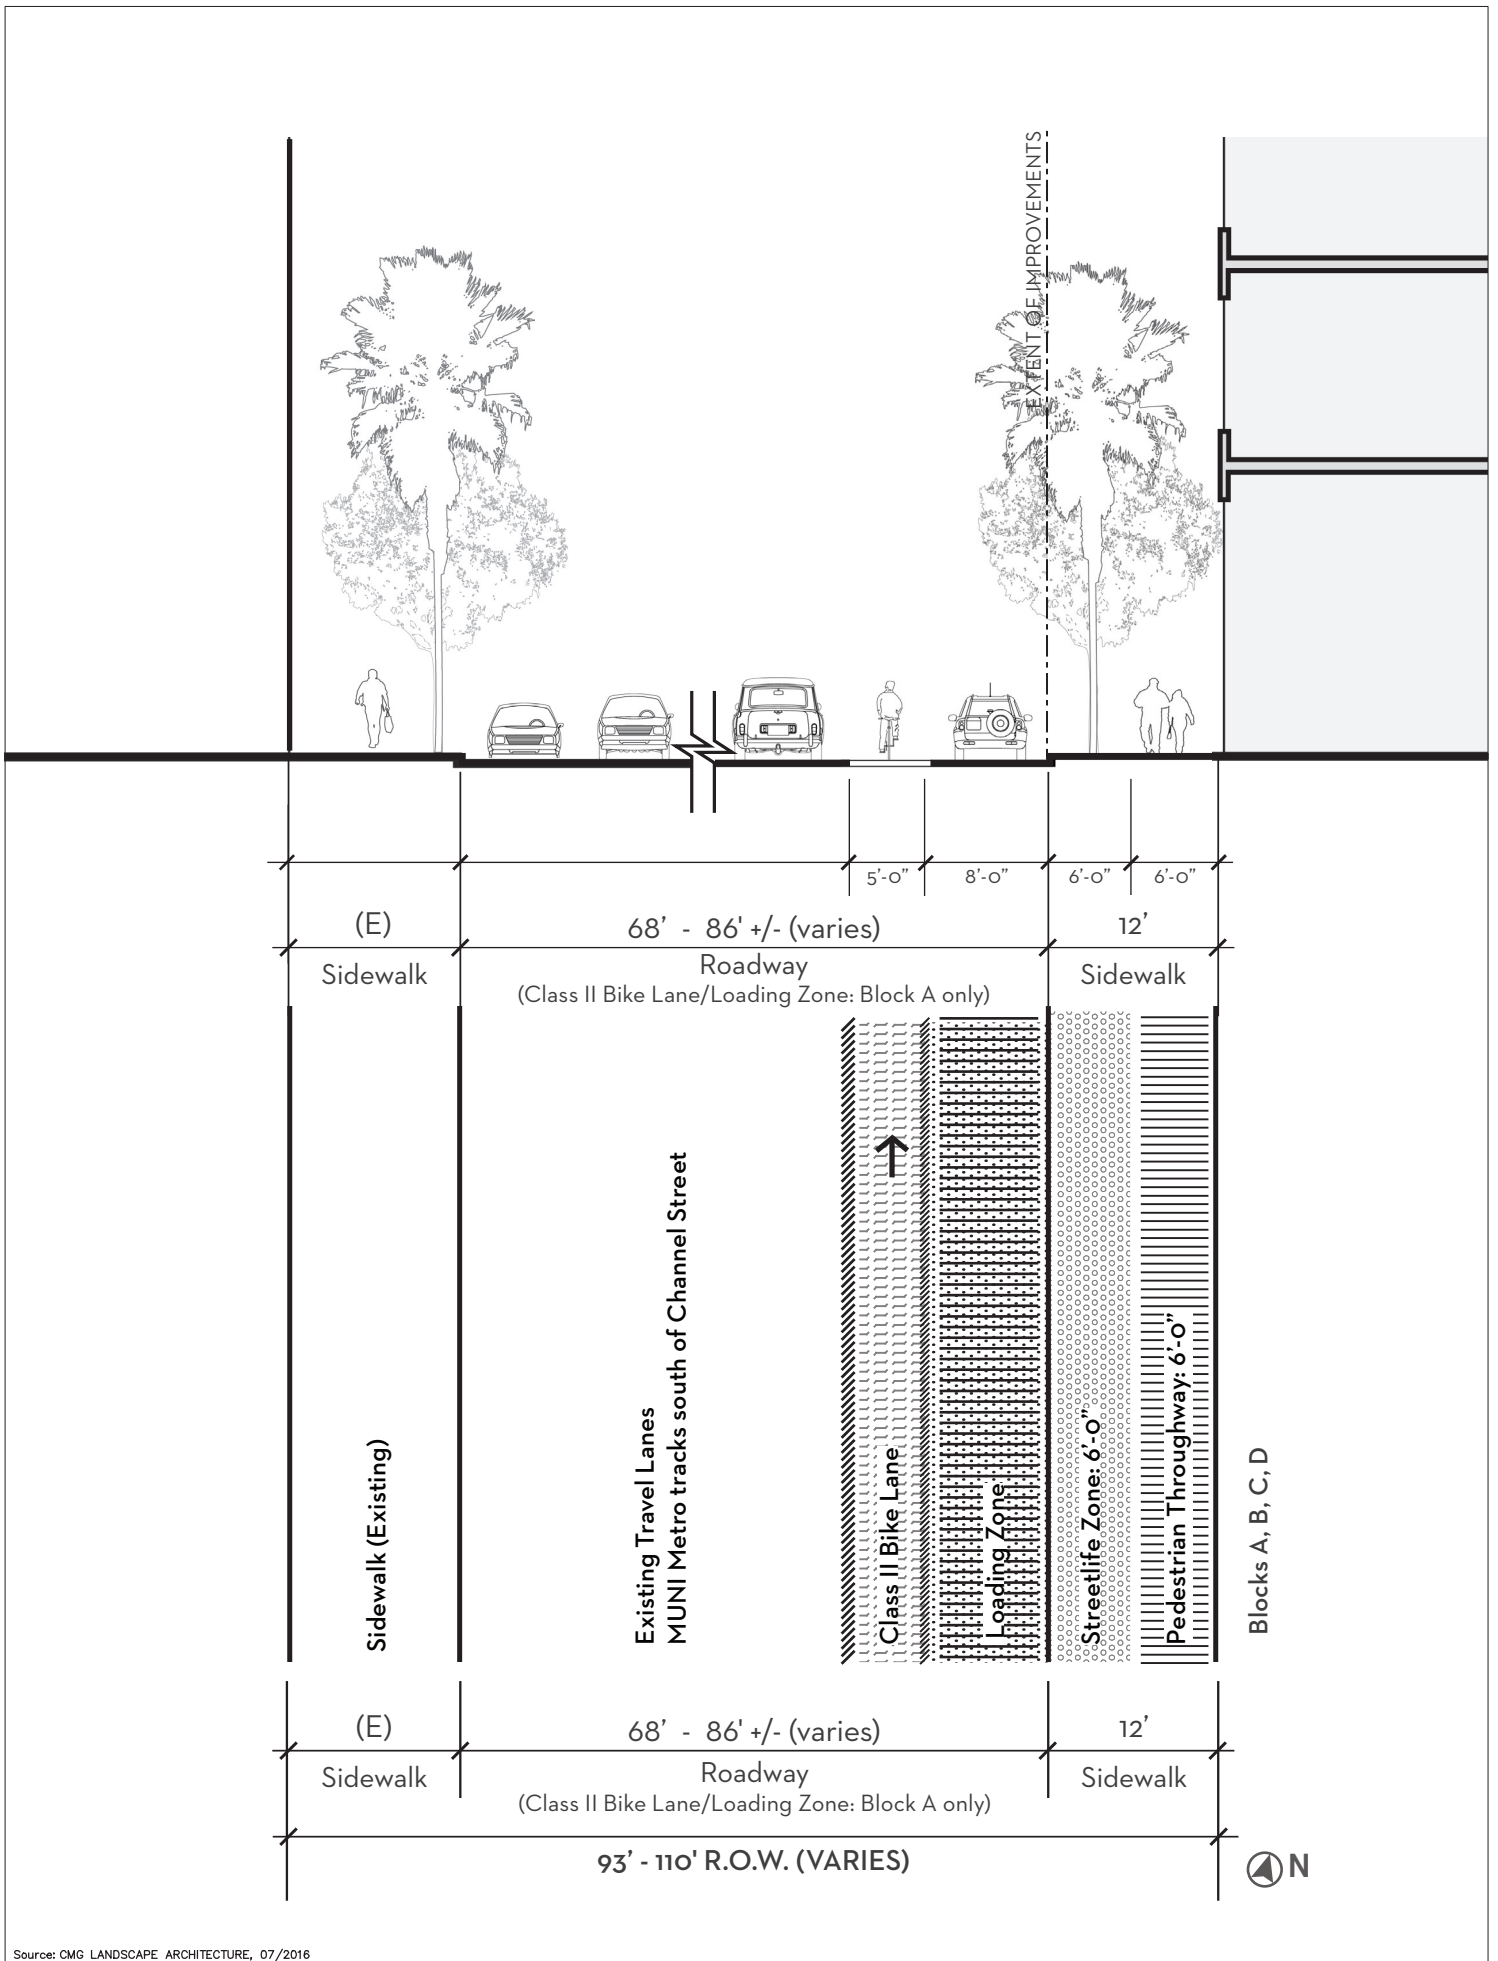 EXTENT OF IMPROVEMENTS
5'-0" 8'-0" 6'-0" 6'-0"
(E) 68’ - 86' +/- (varies) 12’
Sidewalk Roadway Sidewalk
(Class II Bike Lane/Loading Zone: Block A only)
Sidewalk (Existing)
Existing Travel Lanes
MUNI Metro tracks south of Channel Street
Class II Bike Lane
Loading Zone
Streetlife Zone: 6’-0”
Pedestrian Throughway: 6’-0”
Blocks A, B, C, D
(E) 68’ - 86' +/- (varies) 12’
Sidewalk Roadway Sidewalk
(Class II Bike Lane/Loading Zone: Block A only)
93’ - 110' R.O.W. (VARIES)
N
Source: CMG LANDSCAPE ARCHITECTURE, 07/2016